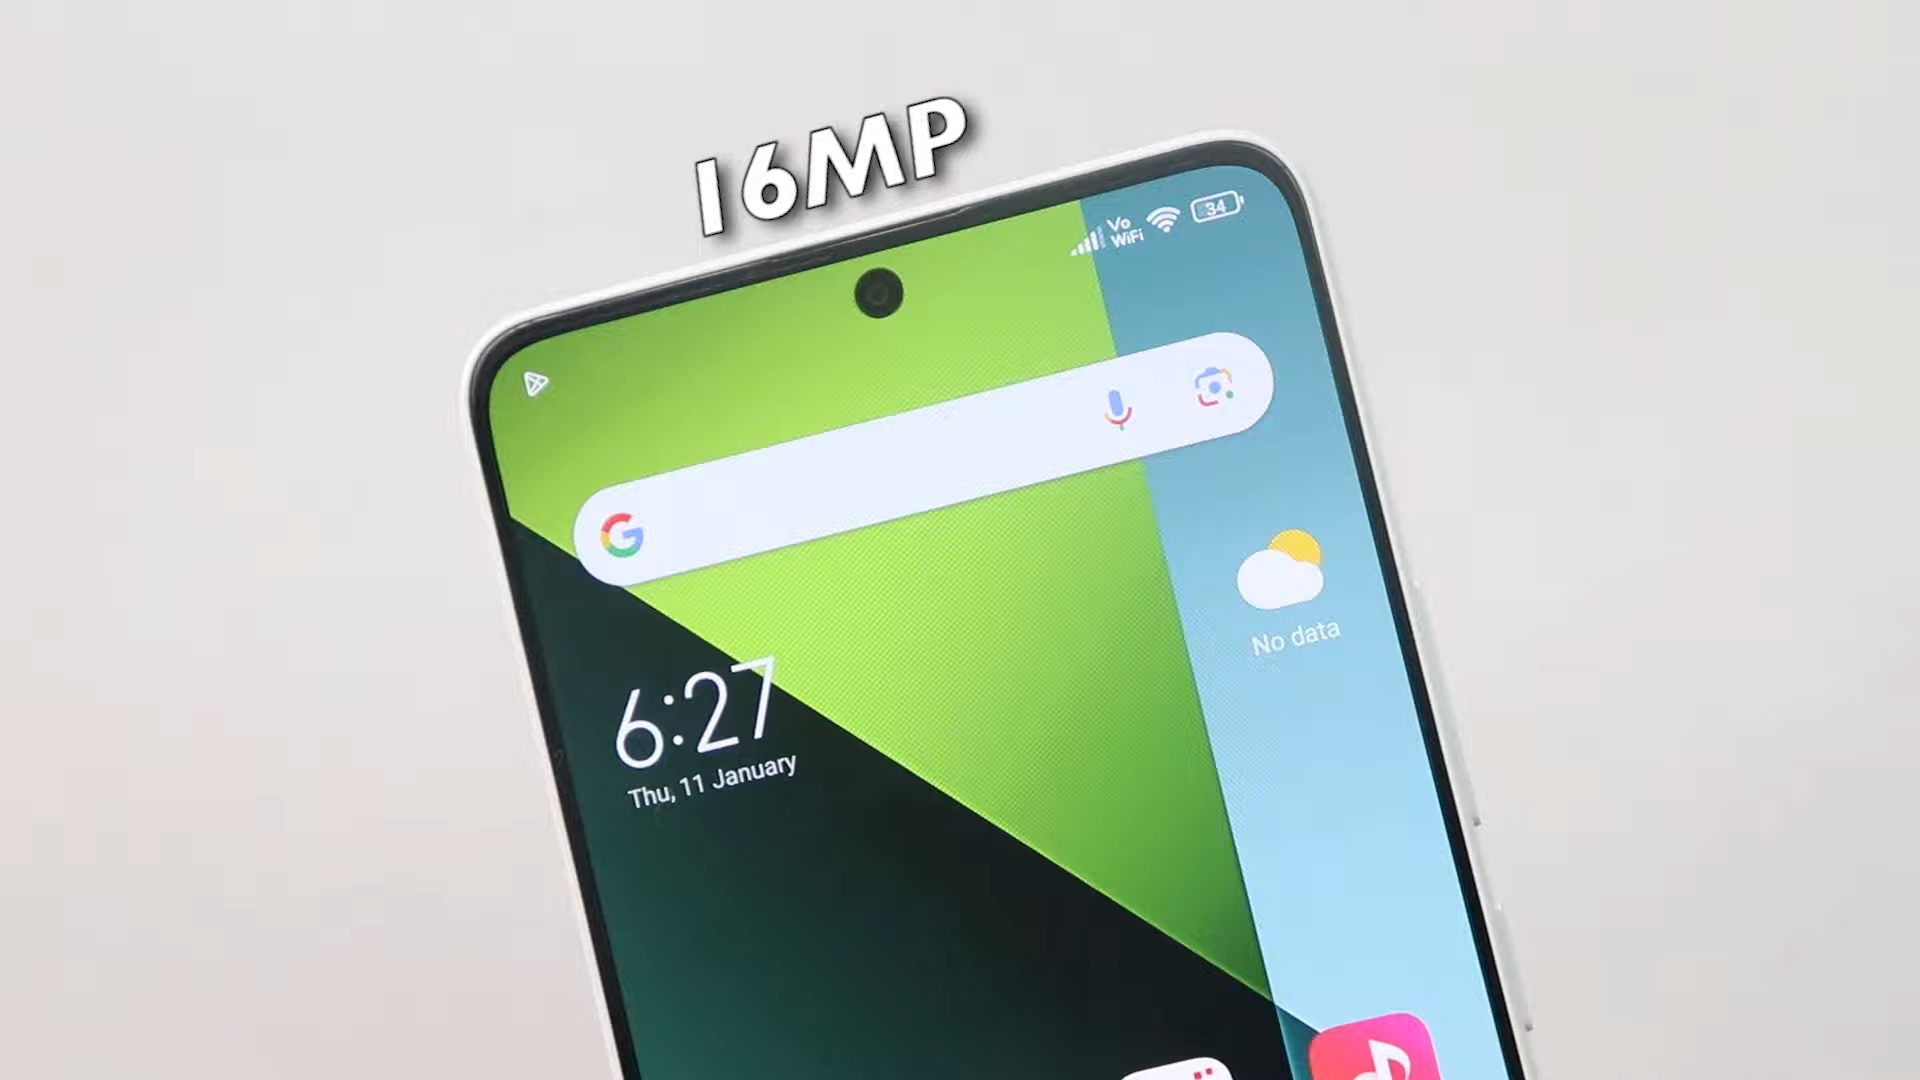 16MP
Vo
WiFi
34
G
6:27
Thu, 11 January
No data